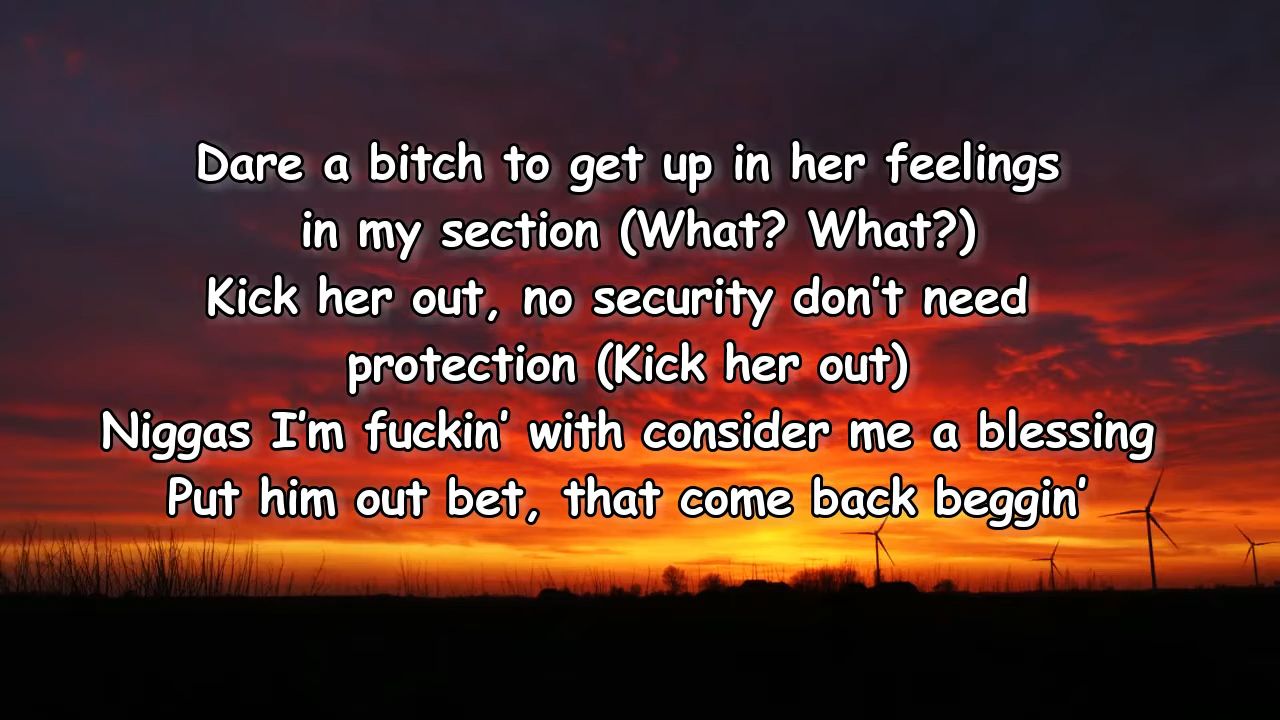 Dare a bitch to get up in her feelings
in my section (What? What?)
Kick her out, no security don't need
protection (Kick her out)
Niggas I'm fuckin' with consider me a blessing
Put him out bet, that come back beggin'